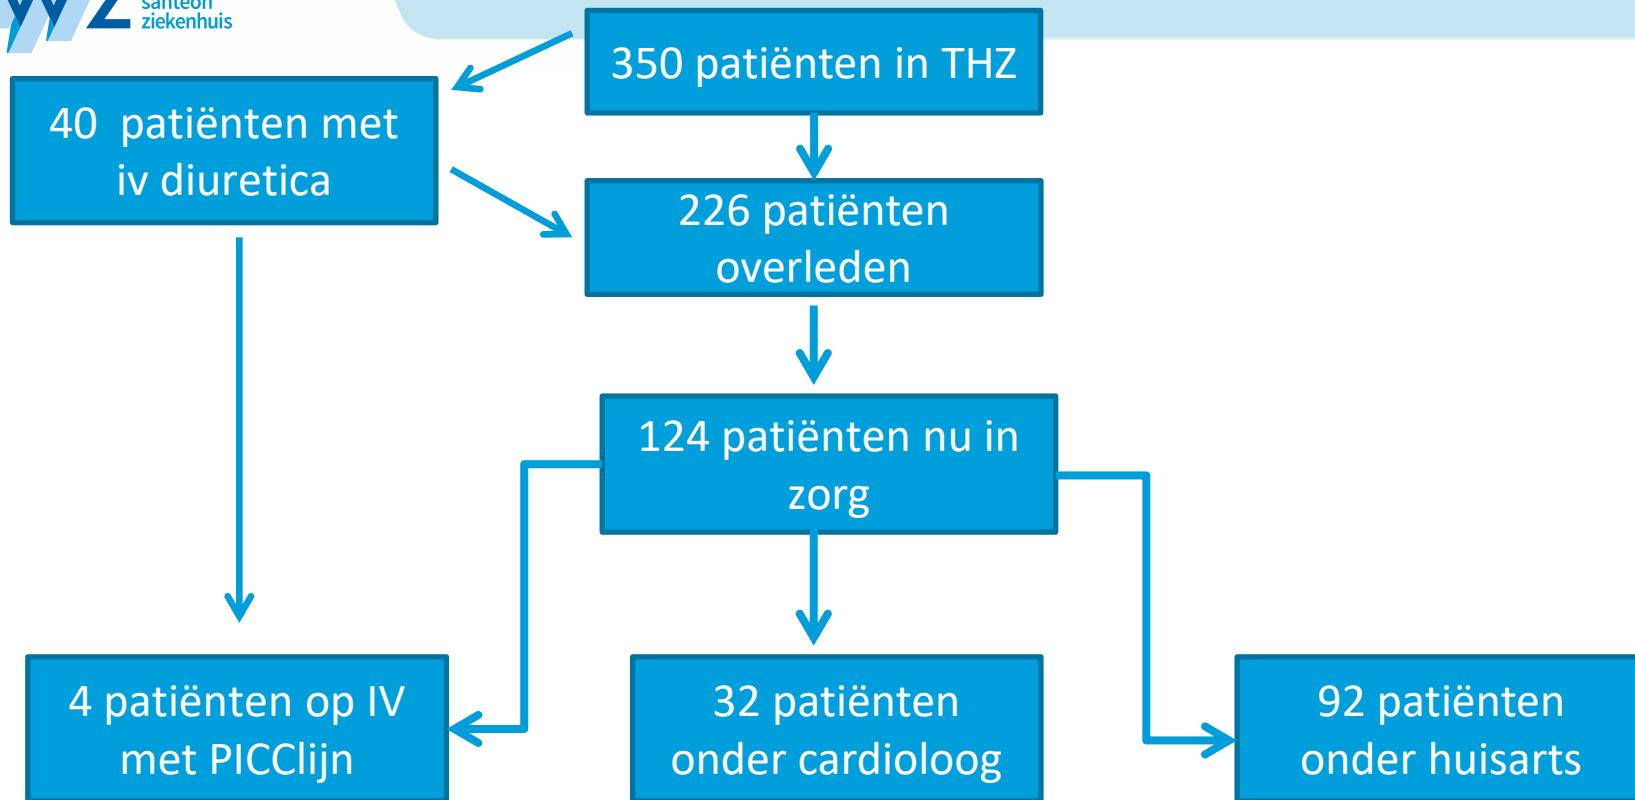 santeon
ziekenhuis
350 patiënten in THZ
40 patiënten met
iv diuretica
226 patiënten
overleden
124 patiënten nu in
zorg
4 patiënten op IV
met PICClijn
32 patiënten
onder cardioloog
92 patiënten
onder huisarts